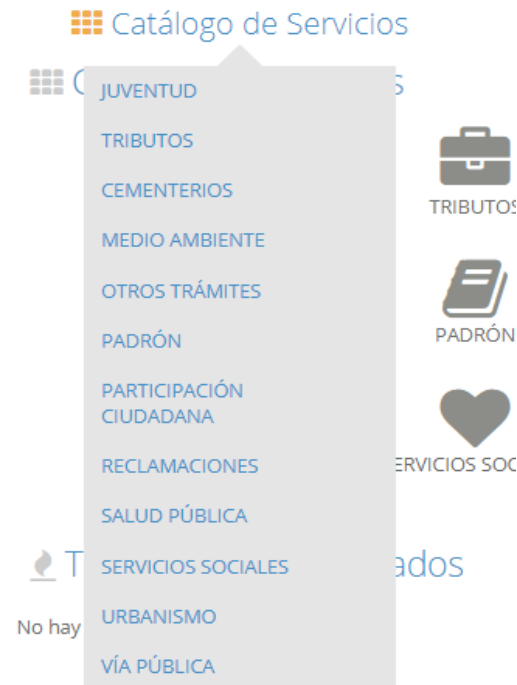 Catálogo de Servicios
JUVENTUD
TRIBUTOS
CEMENTERIOS
MEDIO AMBIENTE
OTROS TRÁMITES
PADRÓN
PARTICIPACIÓN
CIUDADANA
RECLAMACIONES
SALUD PÚBLICA
SERVICIOS SOCIALES
URBANISMO
VÍA PÚBLICA
TRIBUTOS
PADRÓN
No hay